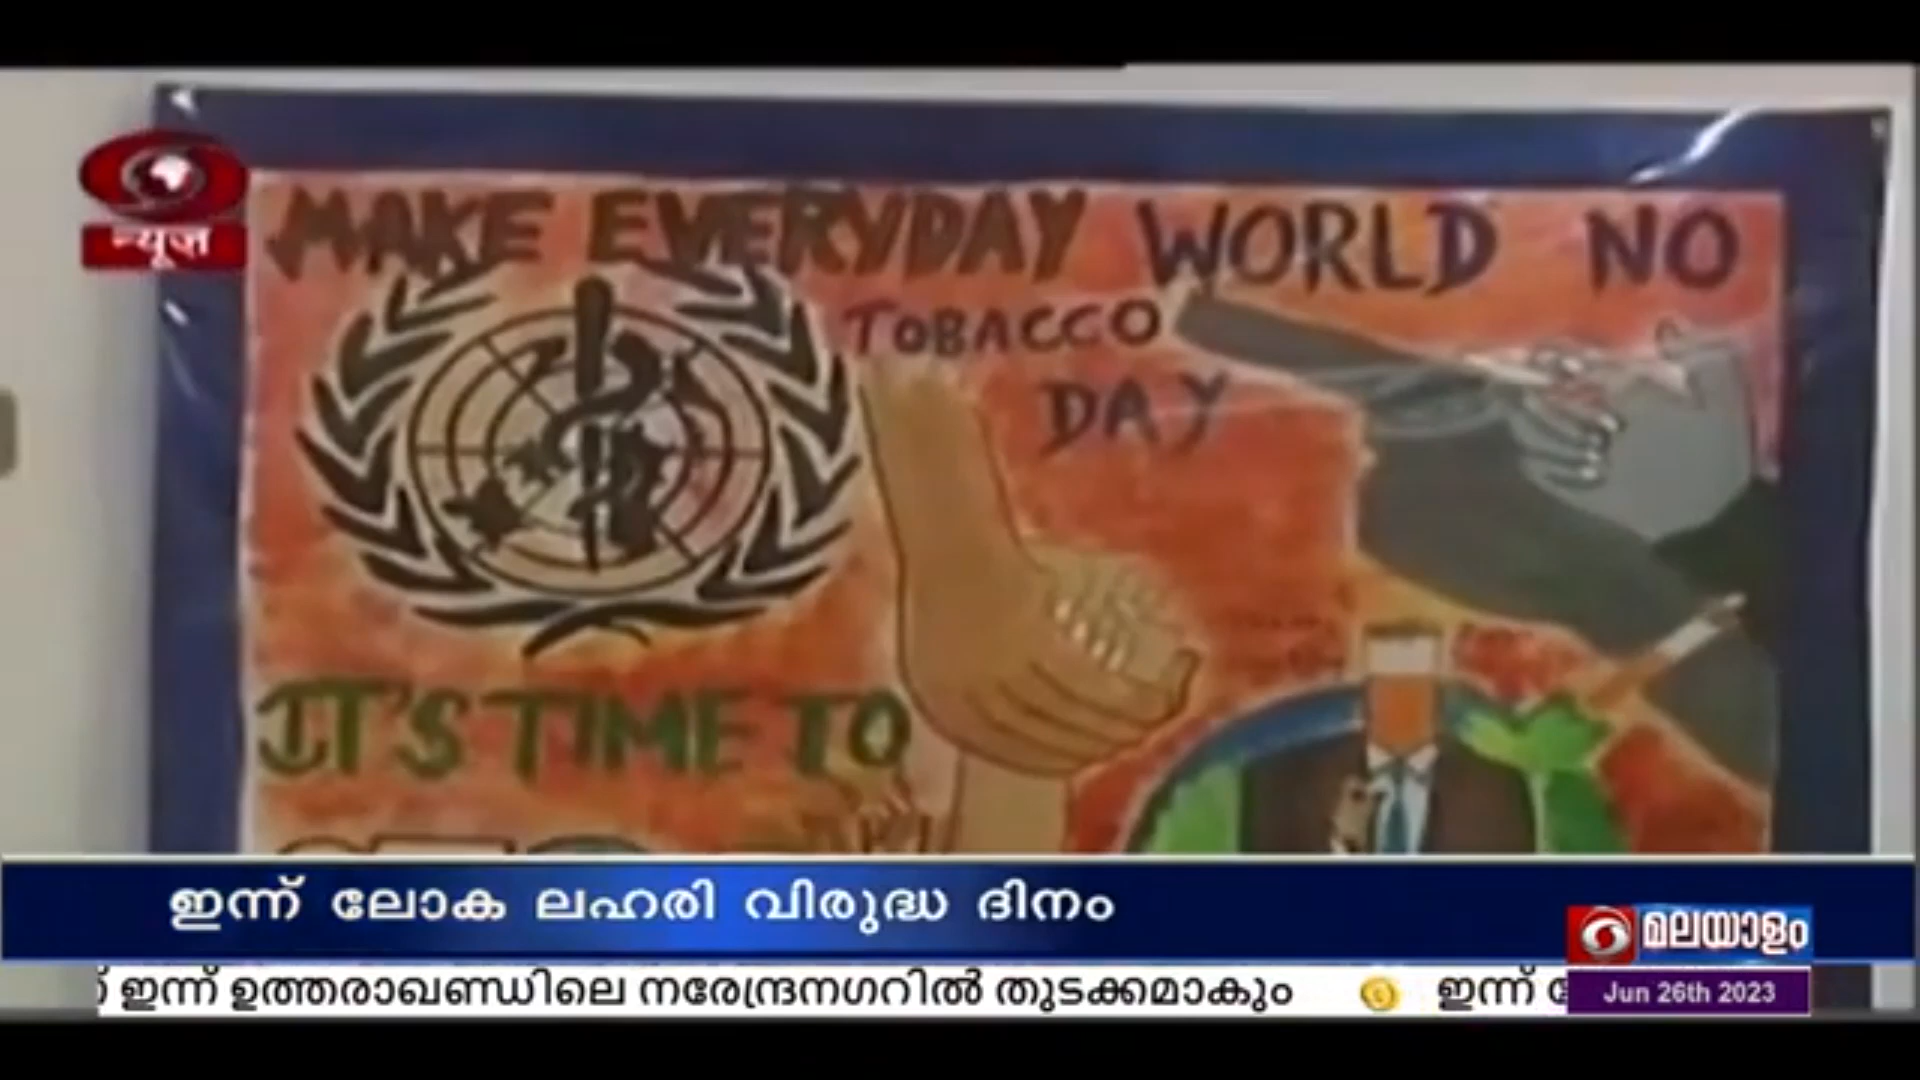 न्यूज़
MAKE EVERYDAY WORLD NO
TOBACCO
DAY
IT'S TIME TO
ഇന്ന് ലോക ലഹരി വിരുദ്ധ ദിനം
മലയാളം
ഇന്ന് ഉത്തരാഖണ്ഡിലെ നരേന്ദ്രനഗറിൽ തുടക്കമാകും ഇന്ന്
Jun 26th 2023